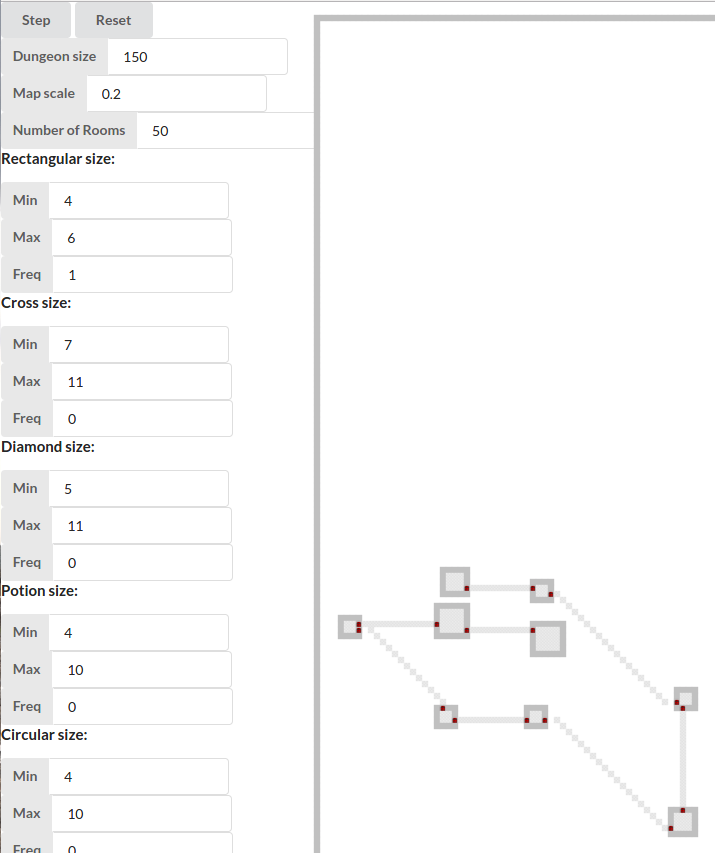 Step Reset
Dungeon size 150
Map scale 0.2
Number of Rooms 50
Rectangular size:
Min 4
Max 6
Freq 1
Cross size:
Min 7
Max 11
Freq 0
Diamond size:
Min 5
Max 11
Freq 0
Potion size:
Min 4
Max 10
Freq 0
Circular size:
Min 4
Max 10
Freq 0